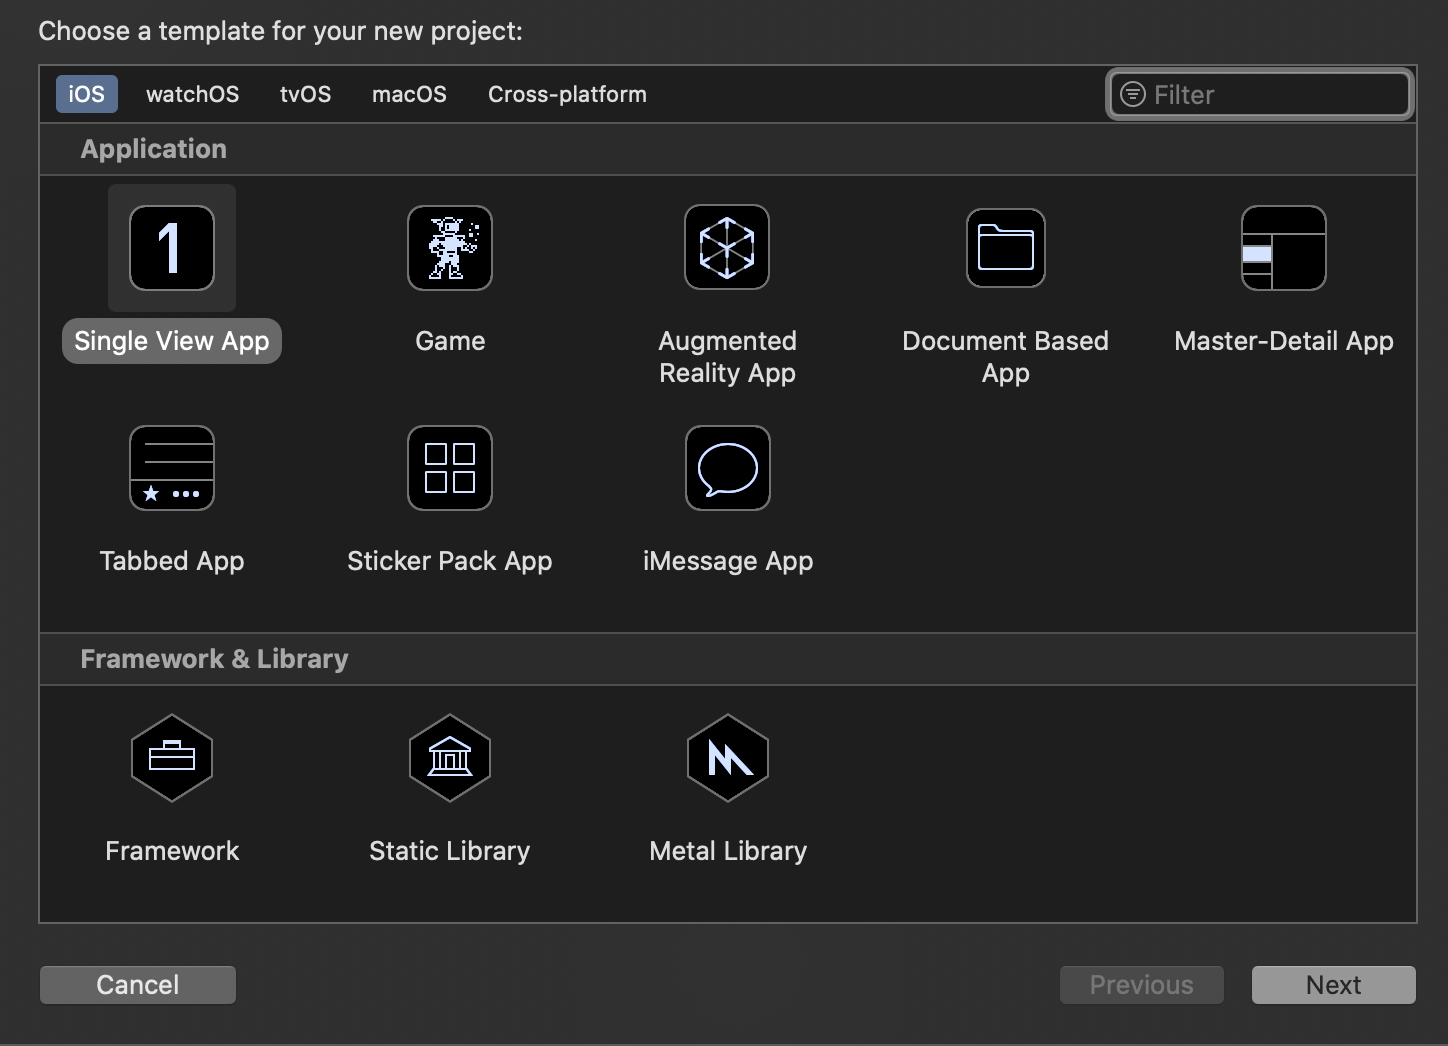 Choose a template for your new project:
iOS watchOS tvOS macOS Cross-platform Filter
Application
1
Single View App Game Augmented Document Based Master-Detail App
Reality App App
Tabbed App Sticker Pack App iMessage App
Framework & Library
Framework Static Library Metal Library
Cancel Previous Next